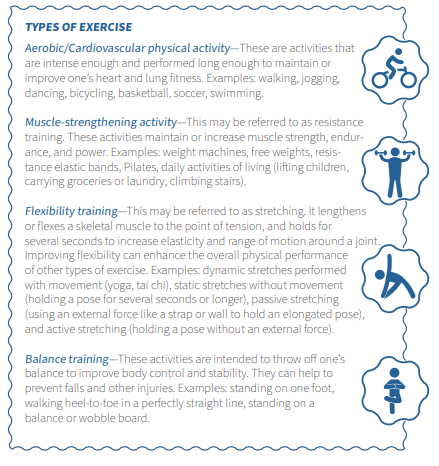 TYPES OF EXERCISE
Aerobic/Cardiovascular physical activity—These are activities that
are intense enough and performed long enough to maintain or
improve one's heart and lung fitness. Examples: walking, jogging,
dancing, bicycling, basketball, soccer, swimming.
Muscle-strengthening activity—This may be referred to as resistance
training. These activities maintain or increase muscle strength, endur-
ance, and power. Examples: weight machines, free weights, resis-
tance elastic bands, Pilates, daily activities of living (lifting children,
carrying groceries or laundry, climbing stairs).
Flexibility training—This may be referred to as stretching. It lengthens
or flexes a skeletal muscle to the point of tension, and holds for
several seconds to increase elasticity and range of motion around a joint.
Improving flexibility can enhance the overall physical performance
of other types of exercise. Examples: dynamic stretches performed
with movement (yoga, tai chi), static stretches without movement
(holding a pose for several seconds or longer), passive stretching
(using an external force like a strap or wall to hold an elongated pose),
and active stretching (holding a pose without an external force).
Balance training—These activities are intended to throw off one's
balance to improve body control and stability. They can help to
prevent falls and other injuries. Examples: standing on one foot,
walking heel-to-toe in a perfectly straight line, standing on a
balance or wobble board.